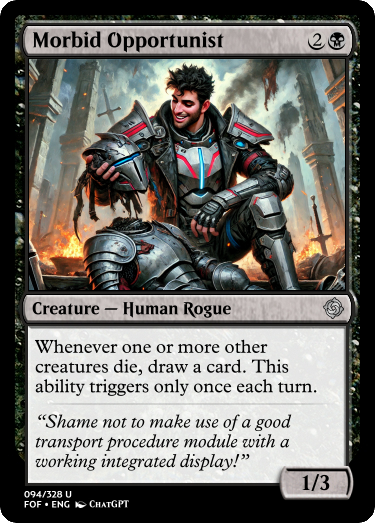 Morbid Opportunist 2
Creature — Human Rogue
Whenever one or more other
creatures die, draw a card. This
ability triggers only once each turn.
“Shame not to make use of a good
transport procedure module with a
working integrated display!”
1/3
094/328 U
FOF • ENG ChatGPT